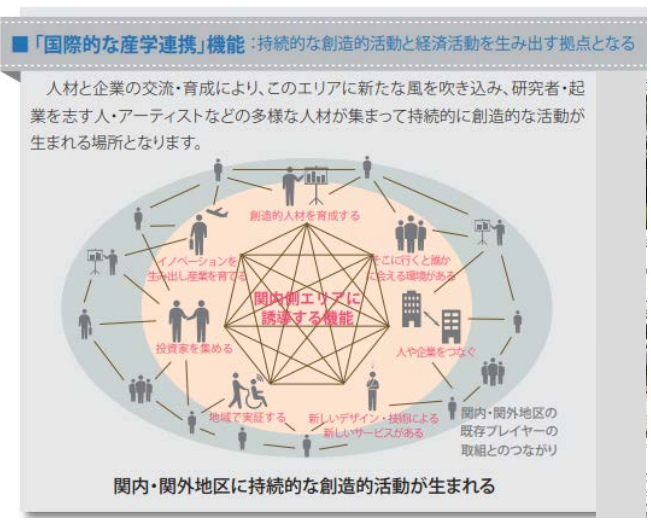 ■「国際的な産学連携」機能：持続的な創造的活動と経済活動を生み出す拠点となる
人材と企業の交流・育成により、このエリアに新たな風を吹き込み、研究者・起
業を志す人・アーティストなどの多様な人材が集まって持続的に創造的な活動が
生まれる場所となります。
創造的人材を育成する
イノベーションを
生み出し産業を育てる
そこに行くと誰か
に会える環境がある
関内側エリアに
誘導する機能
投資家を集める
人や企業をつなぐ
地域で実証する
新しいデザイン・技術による
新しいサービスがある
関内・関外地区の
既存プレイヤーの
取組とのつながり
関内・関外地区に持続的な創造的活動が生まれる